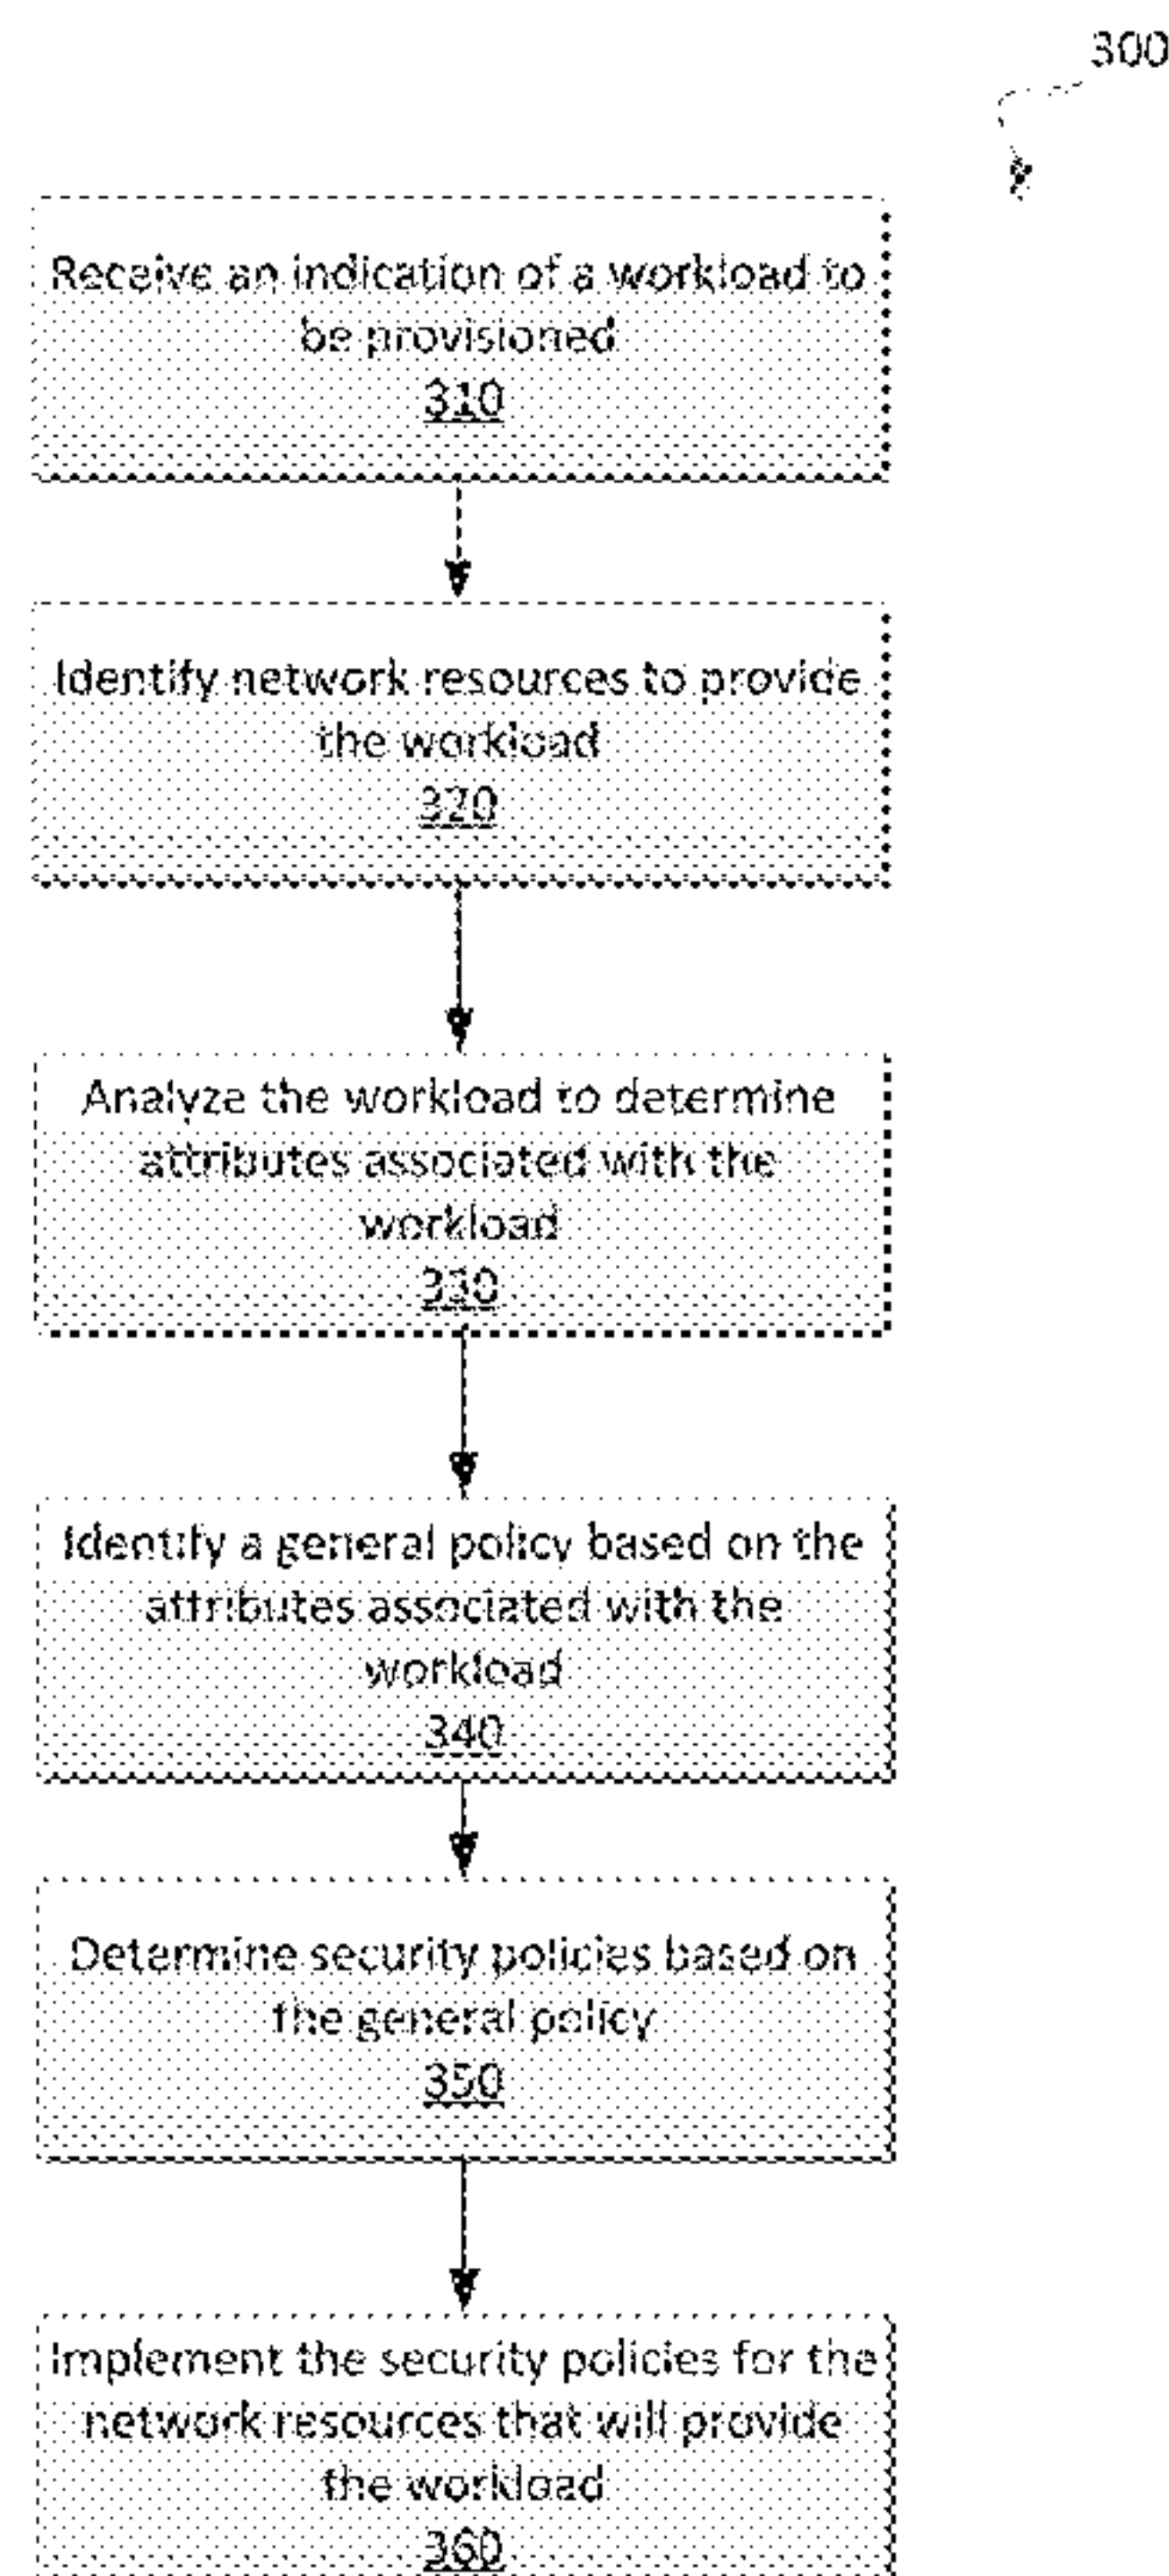 300
Receive an indication of a workload to
be provisioned
310
Identify network resources to provide
the workload
320
Analyze the workload to determine
attributes associated with the
workload
330
Identify a general policy based on the
attributes associated with the
workload
340
Determine security policies based on
the general policy
350
Implement the security policies for the
network resources that will provide
the workload
360